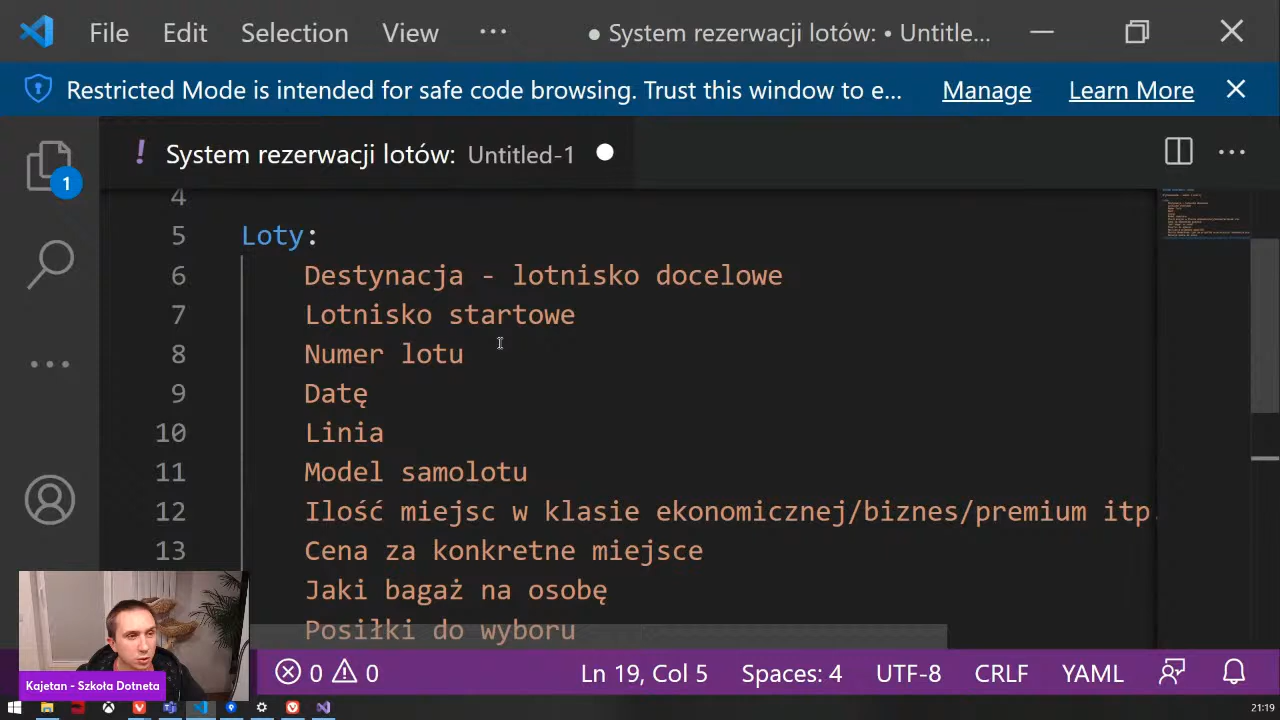 File Edit Selection View ··· ● System rezerwacji lotów: • Untitle...
Restricted Mode is intended for safe code browsing. Trust this window to e... Manage Learn More
! System rezerwacji lotów: Untitled-1
1
4
5 Loty:
6 Destynacja - lotnisko docelowe
7 Lotnisko startowe
8 Numer lotu
9 Datę
10 Linia
11 Model samolotu
12 Ilość miejsc w klasie ekonomicznej/biznes/premium itp.
13 Cena za konkretne miejsce
Jaki bagaż na osobę
Posiłki do wyboru
0 0 Ln 19, Col 5 Spaces: 4 UTF-8 CRLF YAML
Kajetan - Szkoła Dotneta
21:19